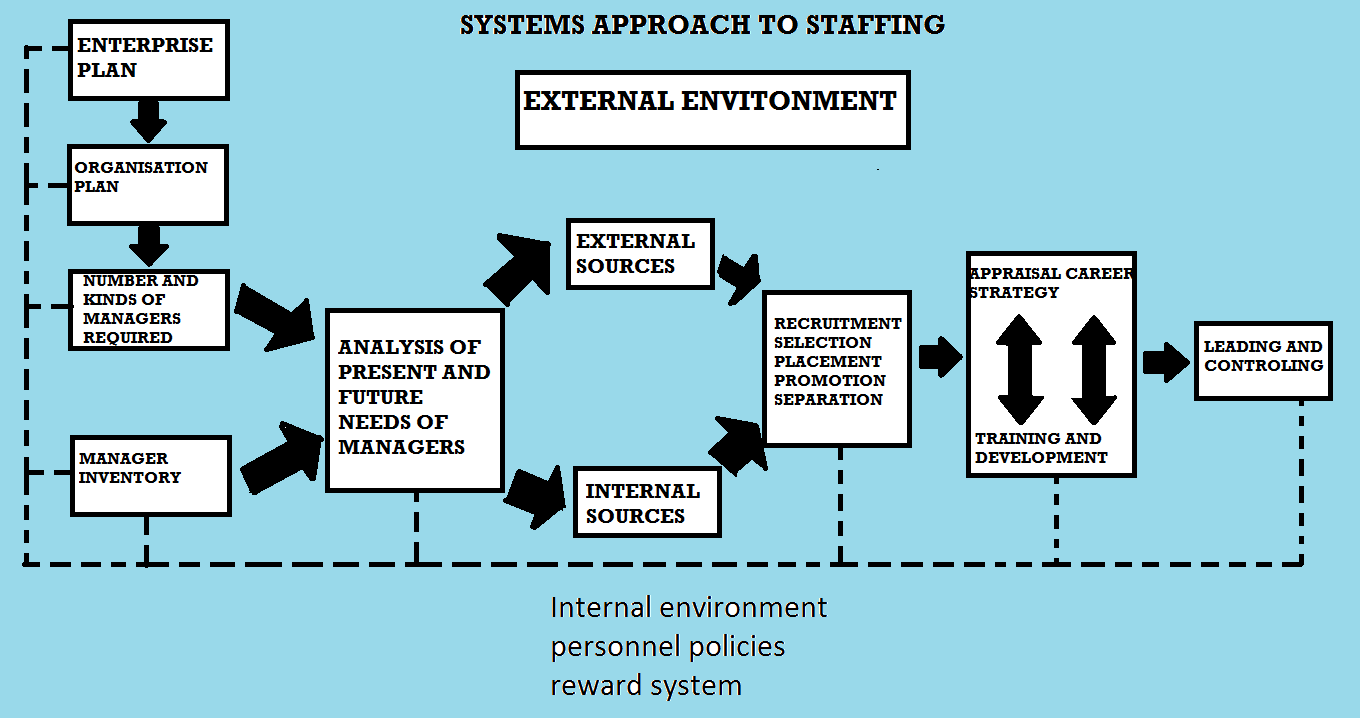 SYSTEMS APPROACH TO STAFFING
ENTERPRISE
PLAN
EXTERNAL ENVITONMENT
ORGANISATION
PLAN
NUMBER AND
KINDS OF
MANAGERS
REQUIRED
MANAGER
INVENTORY
ANALYSIS OF
PRESENT AND
FUTURE
NEEDS OF
MANAGERS
EXTERNAL
SOURCES
INTERNAL
SOURCES
RECRUITMENT
SELECTION
PLACEMENT
PROMOTION
SEPARATION
APPRAISAL CAREER
STRATEGY
TRAINING AND
DEVELOPMENT
LEADING AND
CONTROLING
Internal environment
personnel policies
reward system